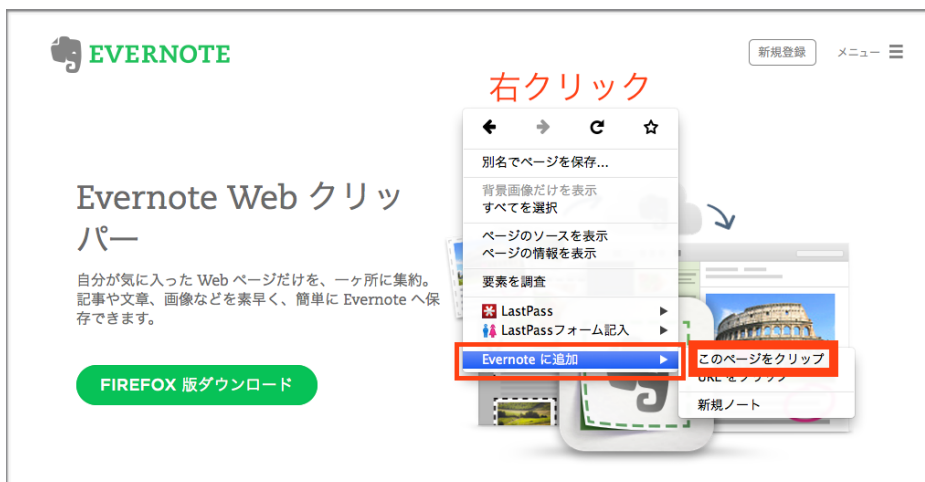 EVERNOTE
新規登録
メニュー
右クリック
別名でページを保存...
背景画像だけを表示
すべてを選択
ページのソースを表示
ページの情報を表示
要素を調査
LastPass
LastPassフォーム記入
Evernote に追加
このページをクリップ
URL をクリップ
新規ノート
Evernote Web クリッ
パー
自分が気に入った Web ページだけを、一ヶ所に集約。
記事や文章、画像などを素早く、簡単に Evernote へ保
存できます。
FIREFOX 版ダウンロード